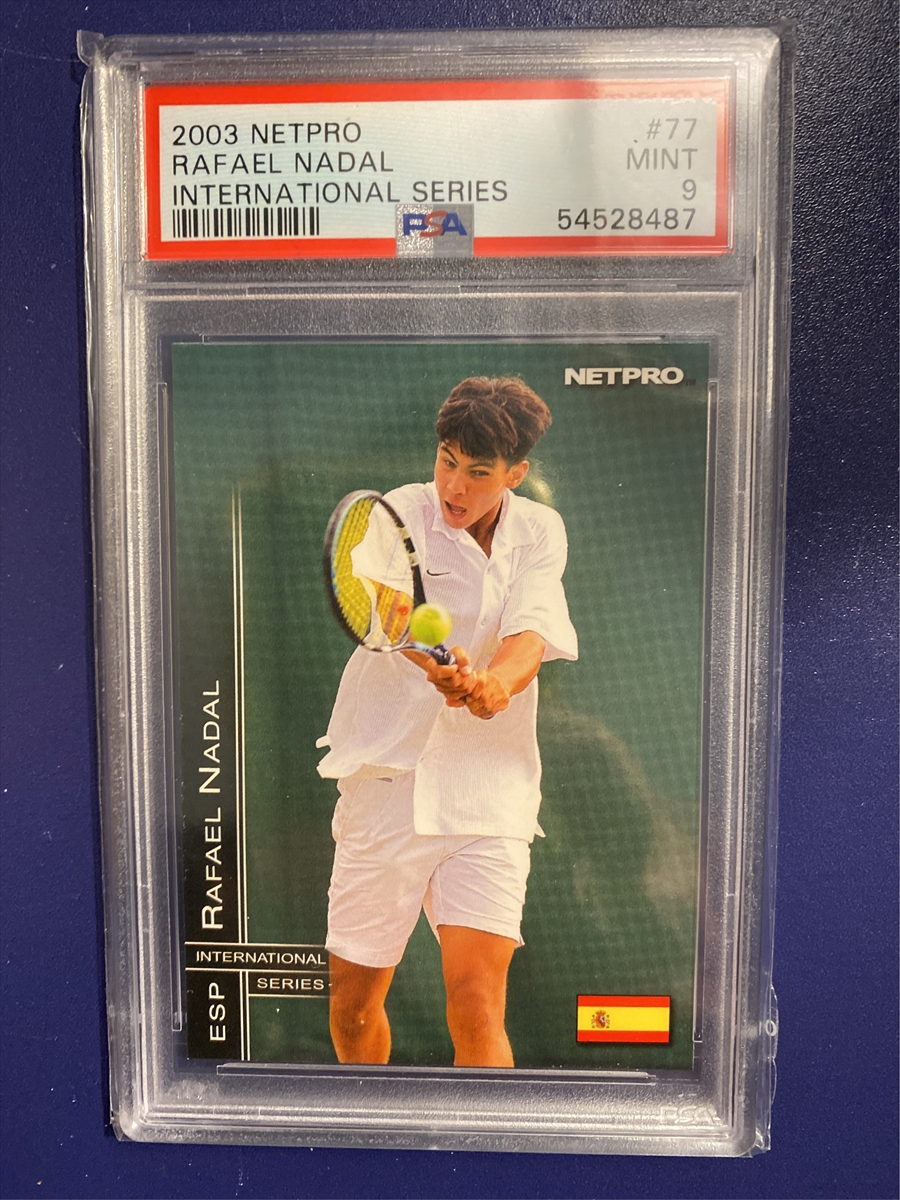 2003 NETPRO #77
RAFAEL NADAL MINT
INTERNATIONAL SERIES 9
PSA 54528487
NETPRO
RAFAEL NADAL
INTERNATIONAL
ESP SERIES